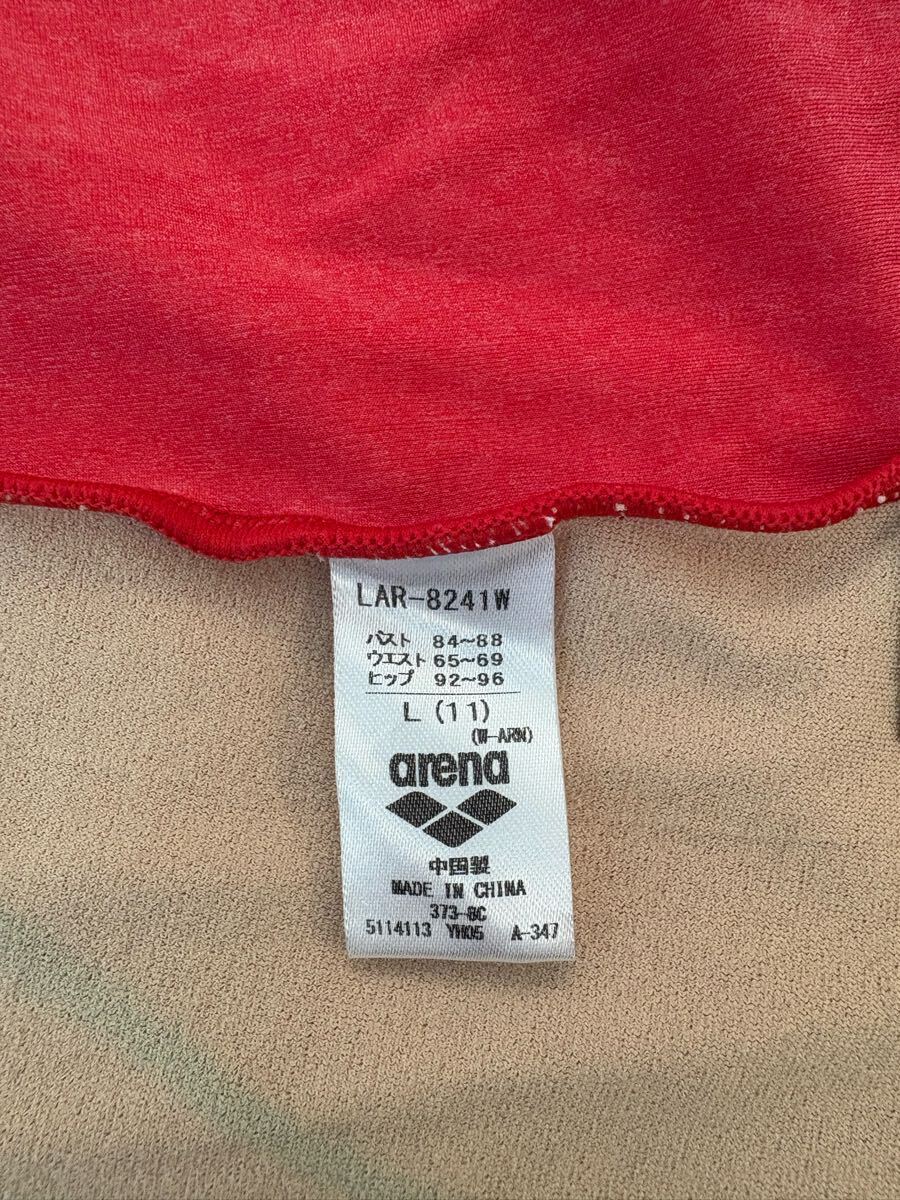 LAR-8241W
バスト 84~88
ウエスト 65~69
ヒップ 92~96
L (11)
(W-ARN)
arena
中国製
MADE IN CHINA
373-8C
5114113 YH05 A-347